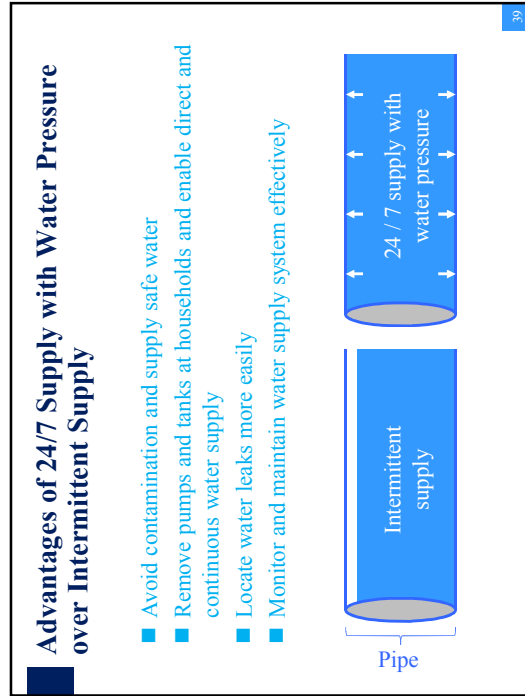 39
Advantages of 24/7 Supply with Water Pressure
over Intermittent Supply
Avoid contamination and supply safe water
Remove pumps and tanks at households and enable direct and
continuous water supply
Locate water leaks more easily
Monitor and maintain water supply system effectively
Pipe
Intermittent
supply
24 / 7 supply with
water pressure